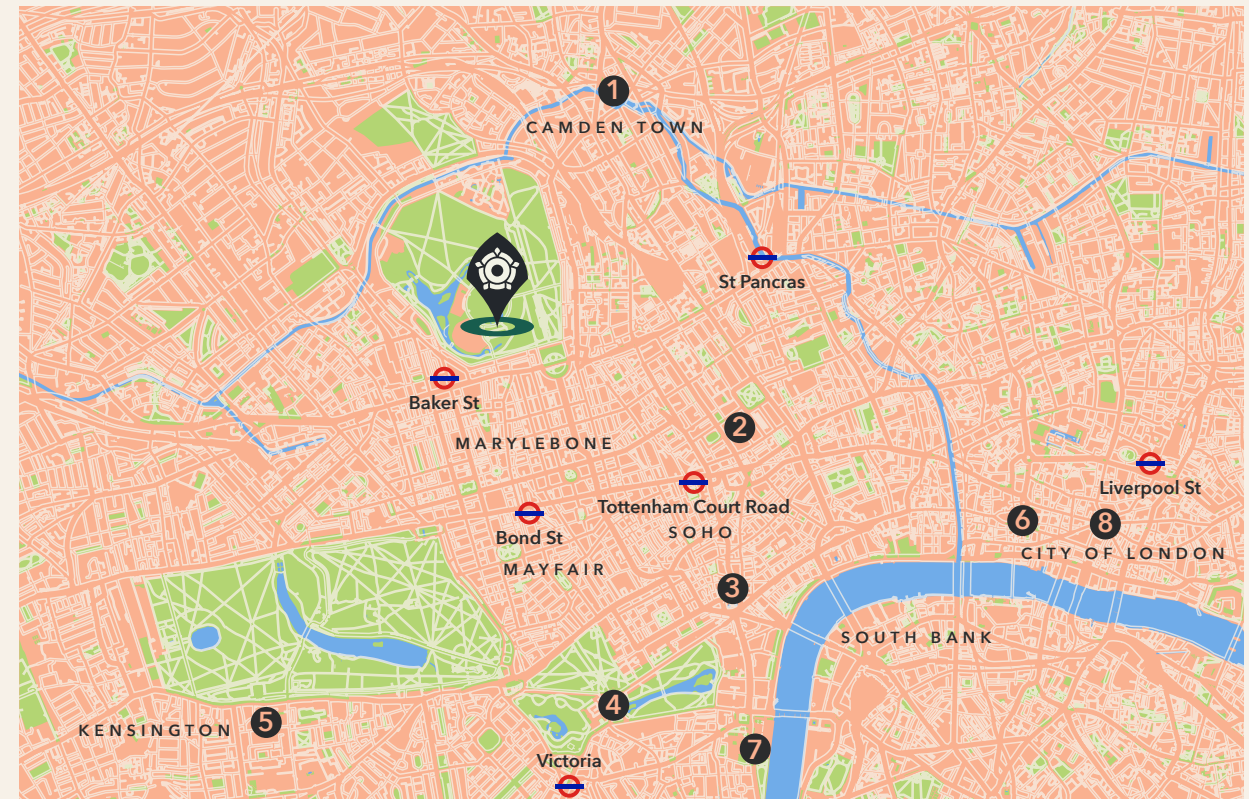 1
CAMDEN TOWN
St Pancras
Baker St
2
MARYLEBONE
Liverpool St
Tottenham Court Road
6
8
Bond St
SOHO
CITY OF LONDON
MAYFAIR
3
SOUTH BANK
4
5
KENSINGTON
7
Victoria